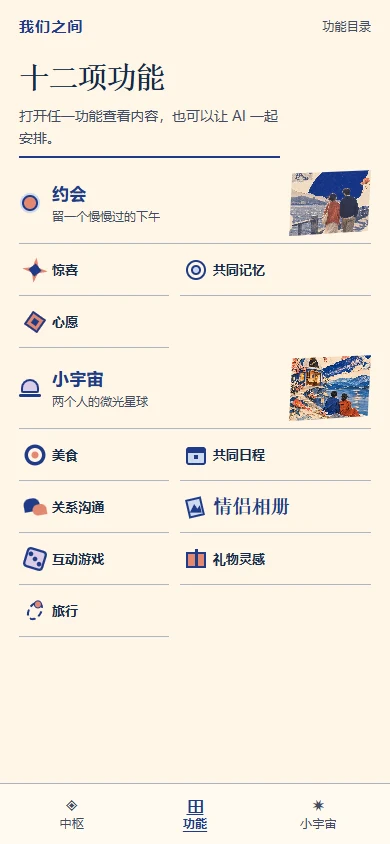 我们之间
功能目录
十二项功能
打开任一功能查看内容，也可以让 AI 一起
安排。
约会
留一个慢慢过的下午
惊喜
共同记忆
心愿
小宇宙
两个人的微光星球
美食
共同日程
关系沟通
情侣相册
互动游戏
礼物灵感
旅行
中枢
功能
小宇宙